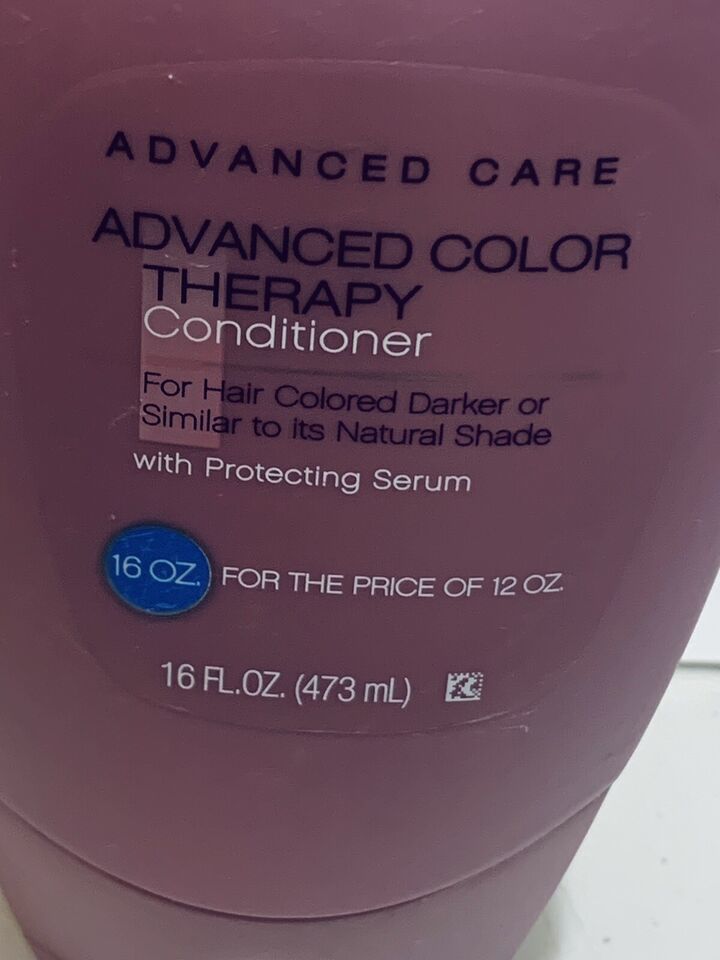 ADVANCED CARE
ADVANCED COLOR
THERAPY
Conditioner
For Hair Colored Darker or
Similar to its Natural Shade
with Protecting Serum
16 OZ. FOR THE PRICE OF 12 OZ.
16 FL.OZ. (473 mL)